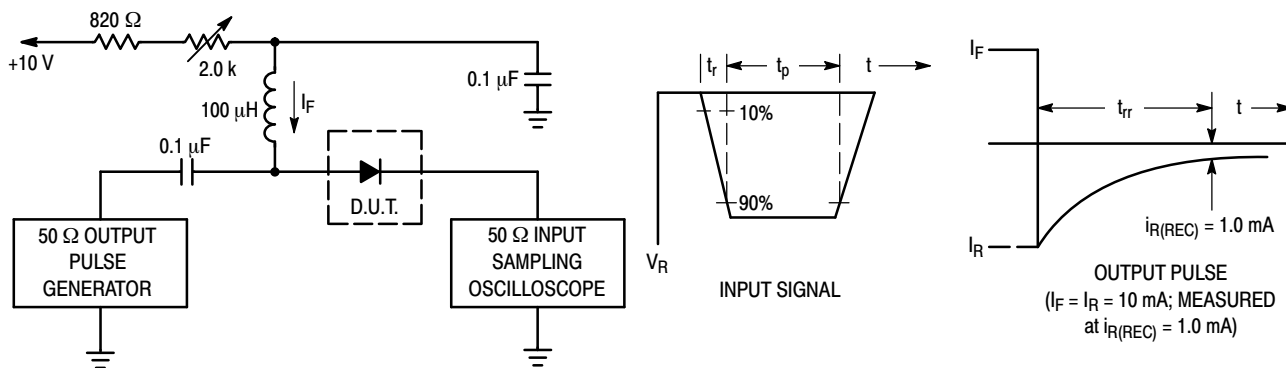 820 Ω
+10 V
2.0 k
100 μH
I_F
0.1 μF
0.1 μF
D.U.T.
50 Ω OUTPUT
PULSE
GENERATOR
50 Ω INPUT
SAMPLING
OSCILLOSCOPE
t_r
t_p
t
10%
90%
V_R
INPUT SIGNAL
I_F
t_rr
t
I_R
i_R(REC) = 1.0 mA
OUTPUT PULSE
(I_F = I_R = 10 mA; MEASURED
at i_R(REC) = 1.0 mA)